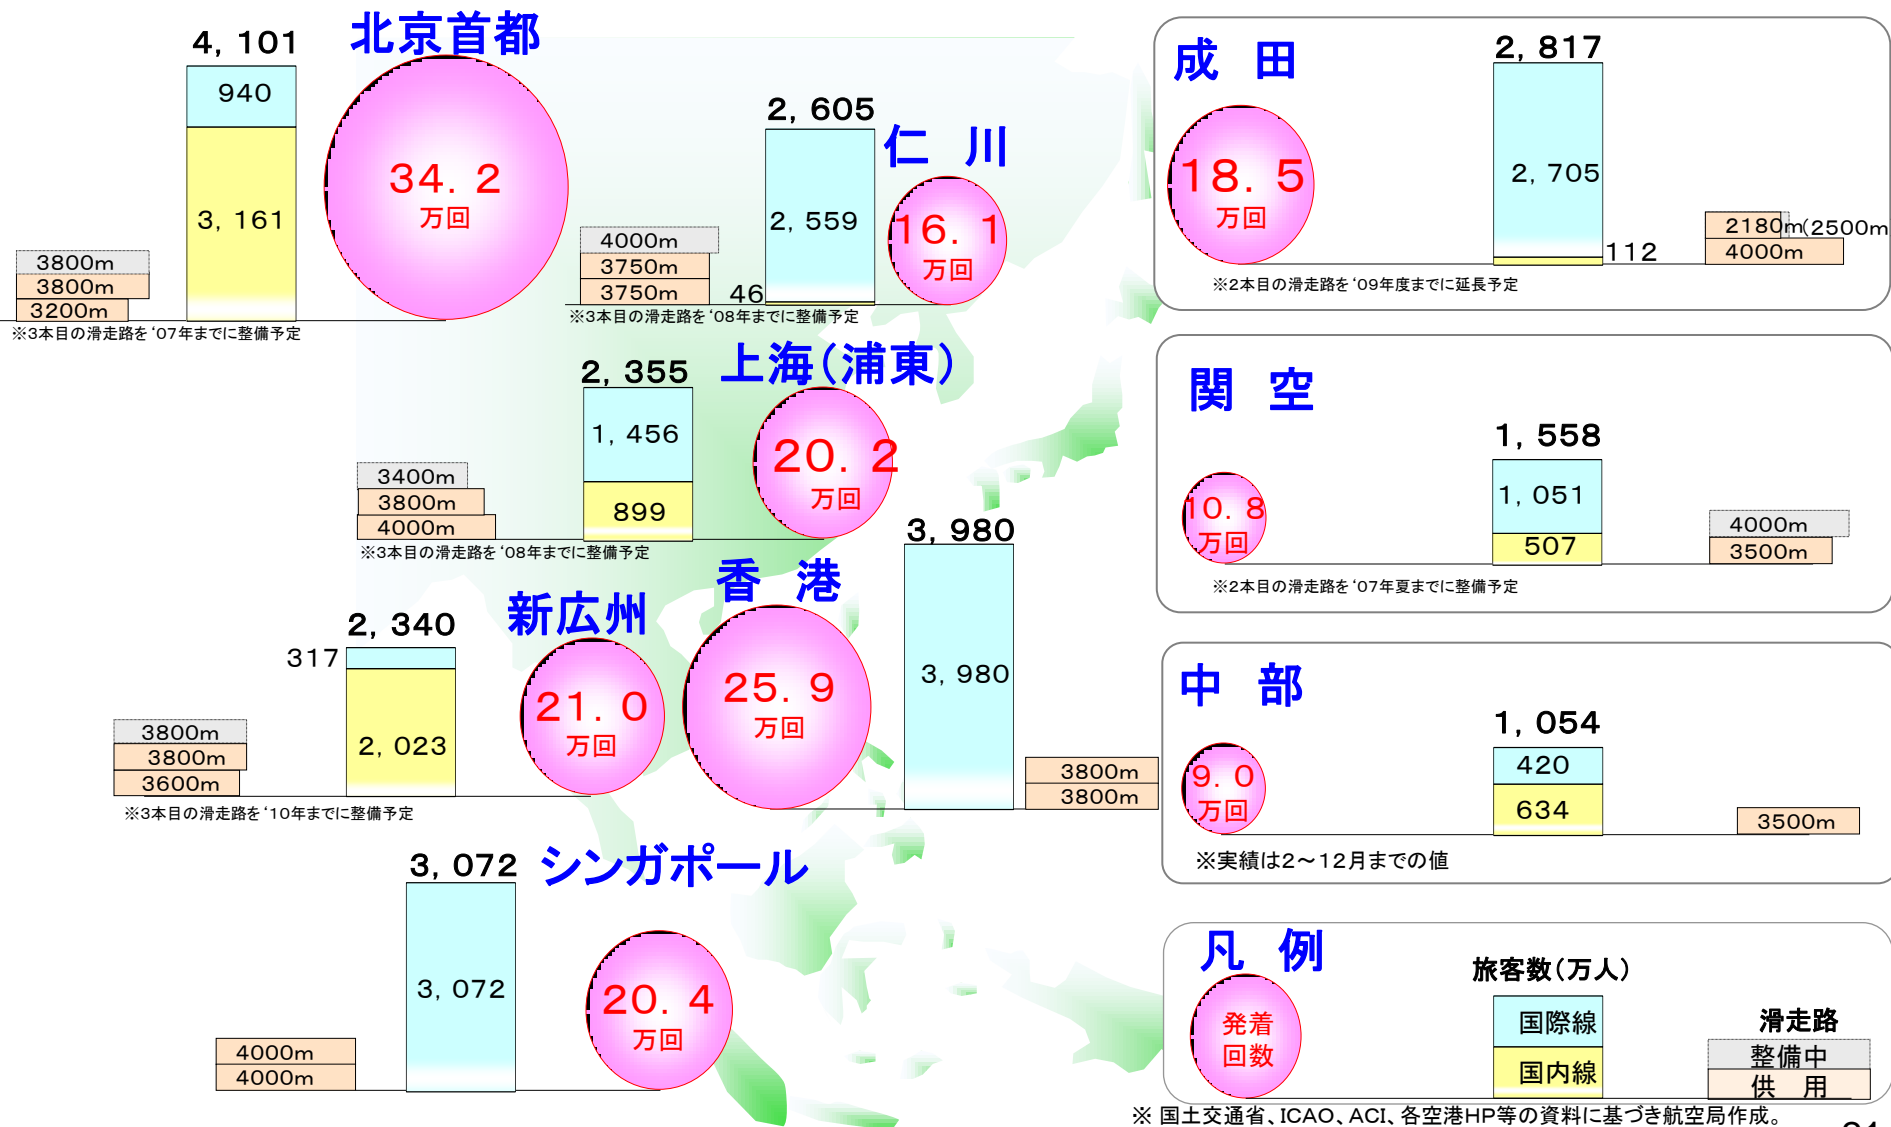 北京首都
4, 101
940
3, 161
34. 2
万回
3800m
3800m
3200m
※3本目の滑走路を‘07年までに整備予定
仁　川
2, 605
2, 559
46
16. 1
万回
4000m
3750m
3750m
※3本目の滑走路を‘08年までに整備予定
上海(浦東)
2, 355
1, 456
899
20. 2
万回
3400m
3800m
4000m
※3本目の滑走路を‘08年までに整備予定
新広州
2, 340
317
2, 023
21. 0
万回
3800m
3800m
3600m
※3本目の滑走路を‘10年までに整備予定
香　港
3, 980
3, 980
25. 9
万回
3800m
3800m
シンガポール
3, 072
3, 072
20. 4
万回
4000m
4000m
成　田
2, 817
2, 705
112
18. 5
万回
2180m(2500m
4000m
※2本目の滑走路を‘09年度までに延長予定
関　空
1, 558
1, 051
507
10. 8
万回
4000m
3500m
※2本目の滑走路を‘07年夏までに整備予定
中　部
1, 054
420
634
9. 0
万回
3500m
※実績は2～12月までの値
凡　例
旅客数(万人)
発着
回数
国際線
国内線
滑走路
整備中
供　用
※ 国土交通省、ICAO、ACI、各空港HP等の資料に基づき航空局作成。